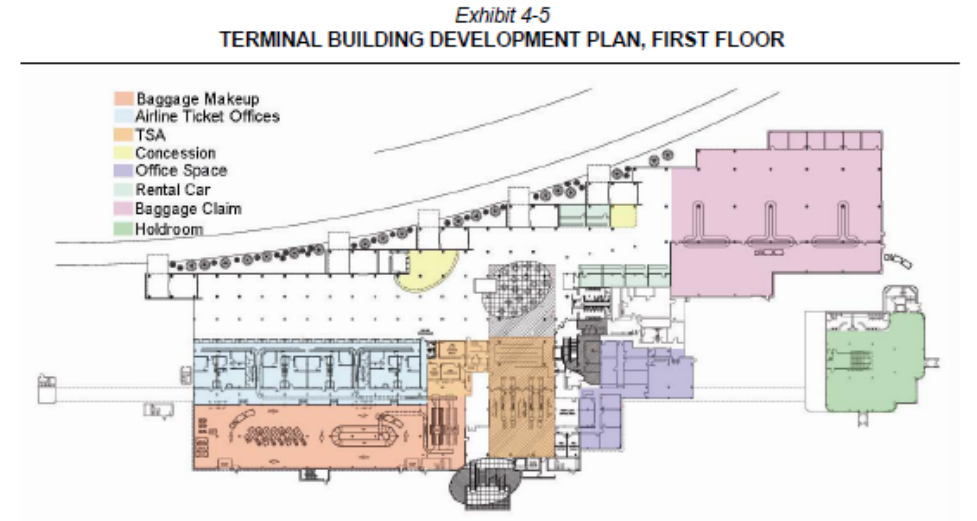 Exhibit 4-5
TERMINAL BUILDING DEVELOPMENT PLAN, FIRST FLOOR
Baggage Makeup
Airline Ticket Offices
TSA
Concession
Office Space
Rental Car
Baggage Claim
Holdroom